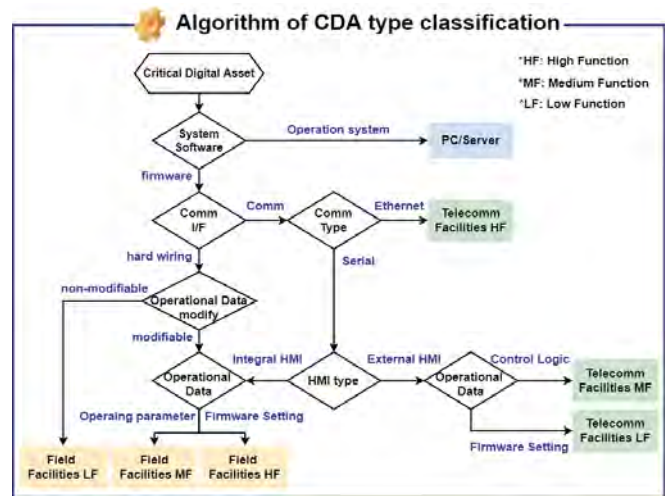 Algorithm of CDA type classification
*HF: High Function
*MF: Medium Function
*LF: Low Function
Critical Digital Asset
System
Software
Operation system
PC/Server
firmware
Comm
I/F
Comm
Comm
Type
Ethernet
Telecomm
Facilities HF
hard wiring
Serial
non-modifiable
Operational Data
modify
modifiable
Operational
Data
Integral HMI
HMI type
External HMI
Operational
Data
Control Logic
Telecomm
Facilities MF
Operaing parameter
Firmware Setting
Firmware Setting
Telecomm
Facilities LF
Field
Facilities LF
Field
Facilities MF
Field
Facilities HF